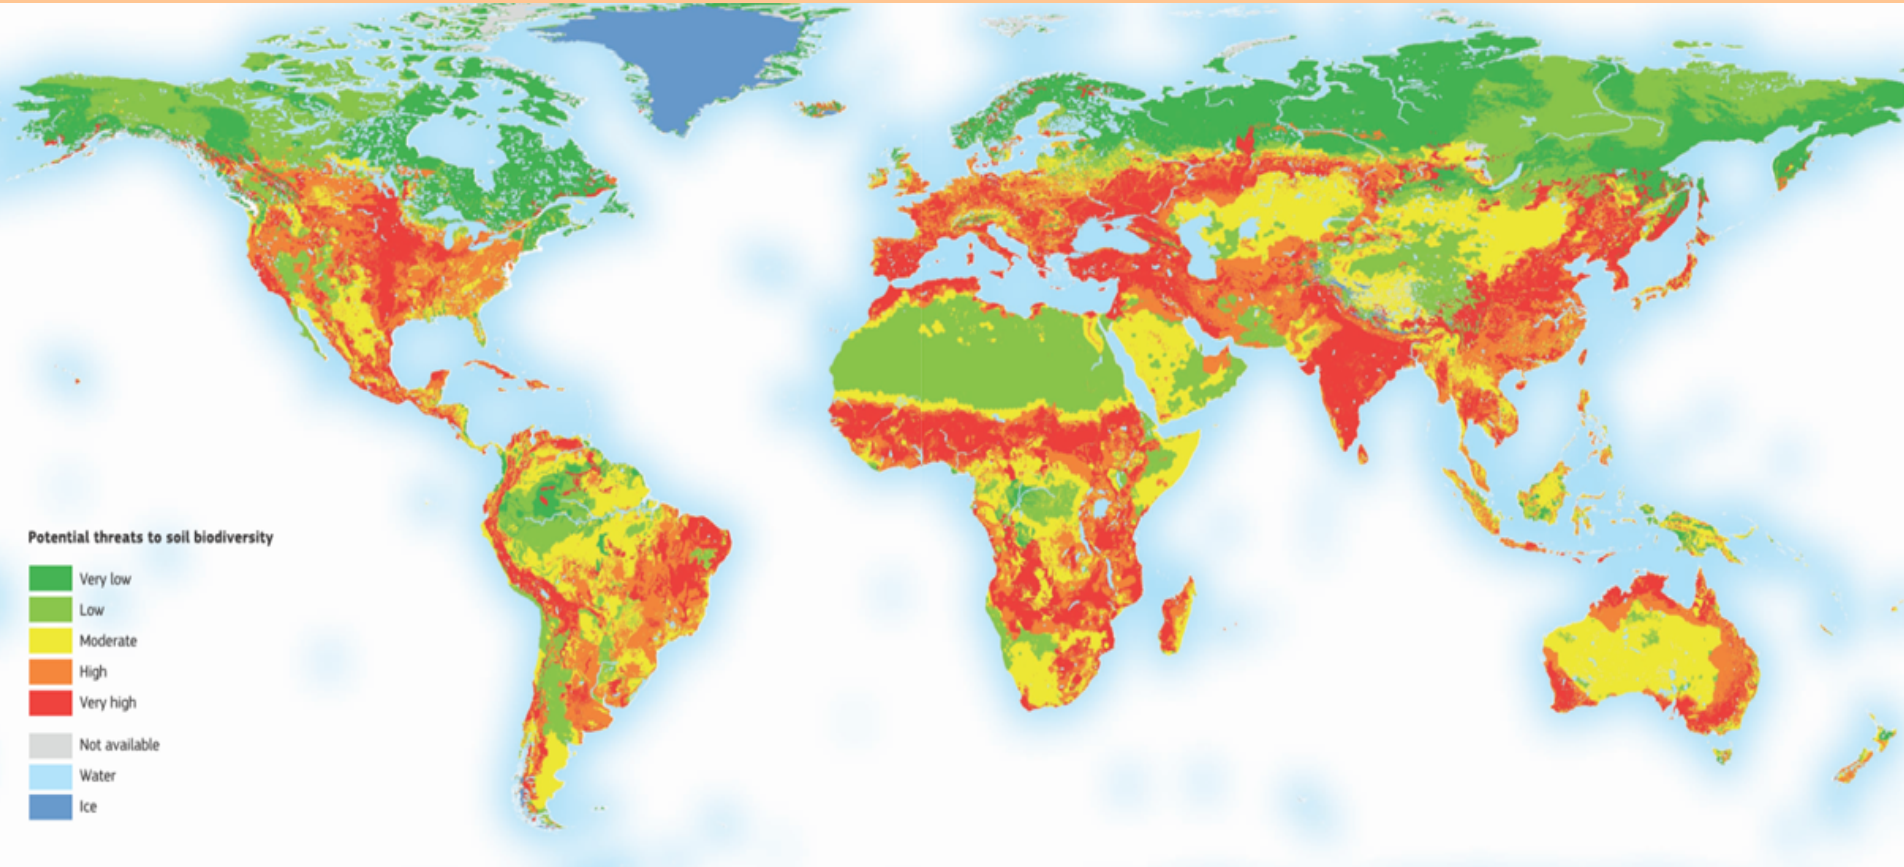 Potential threats to soil biodiversity
Very low
Low
Moderate
High
Very high
Not available
Water
Ice